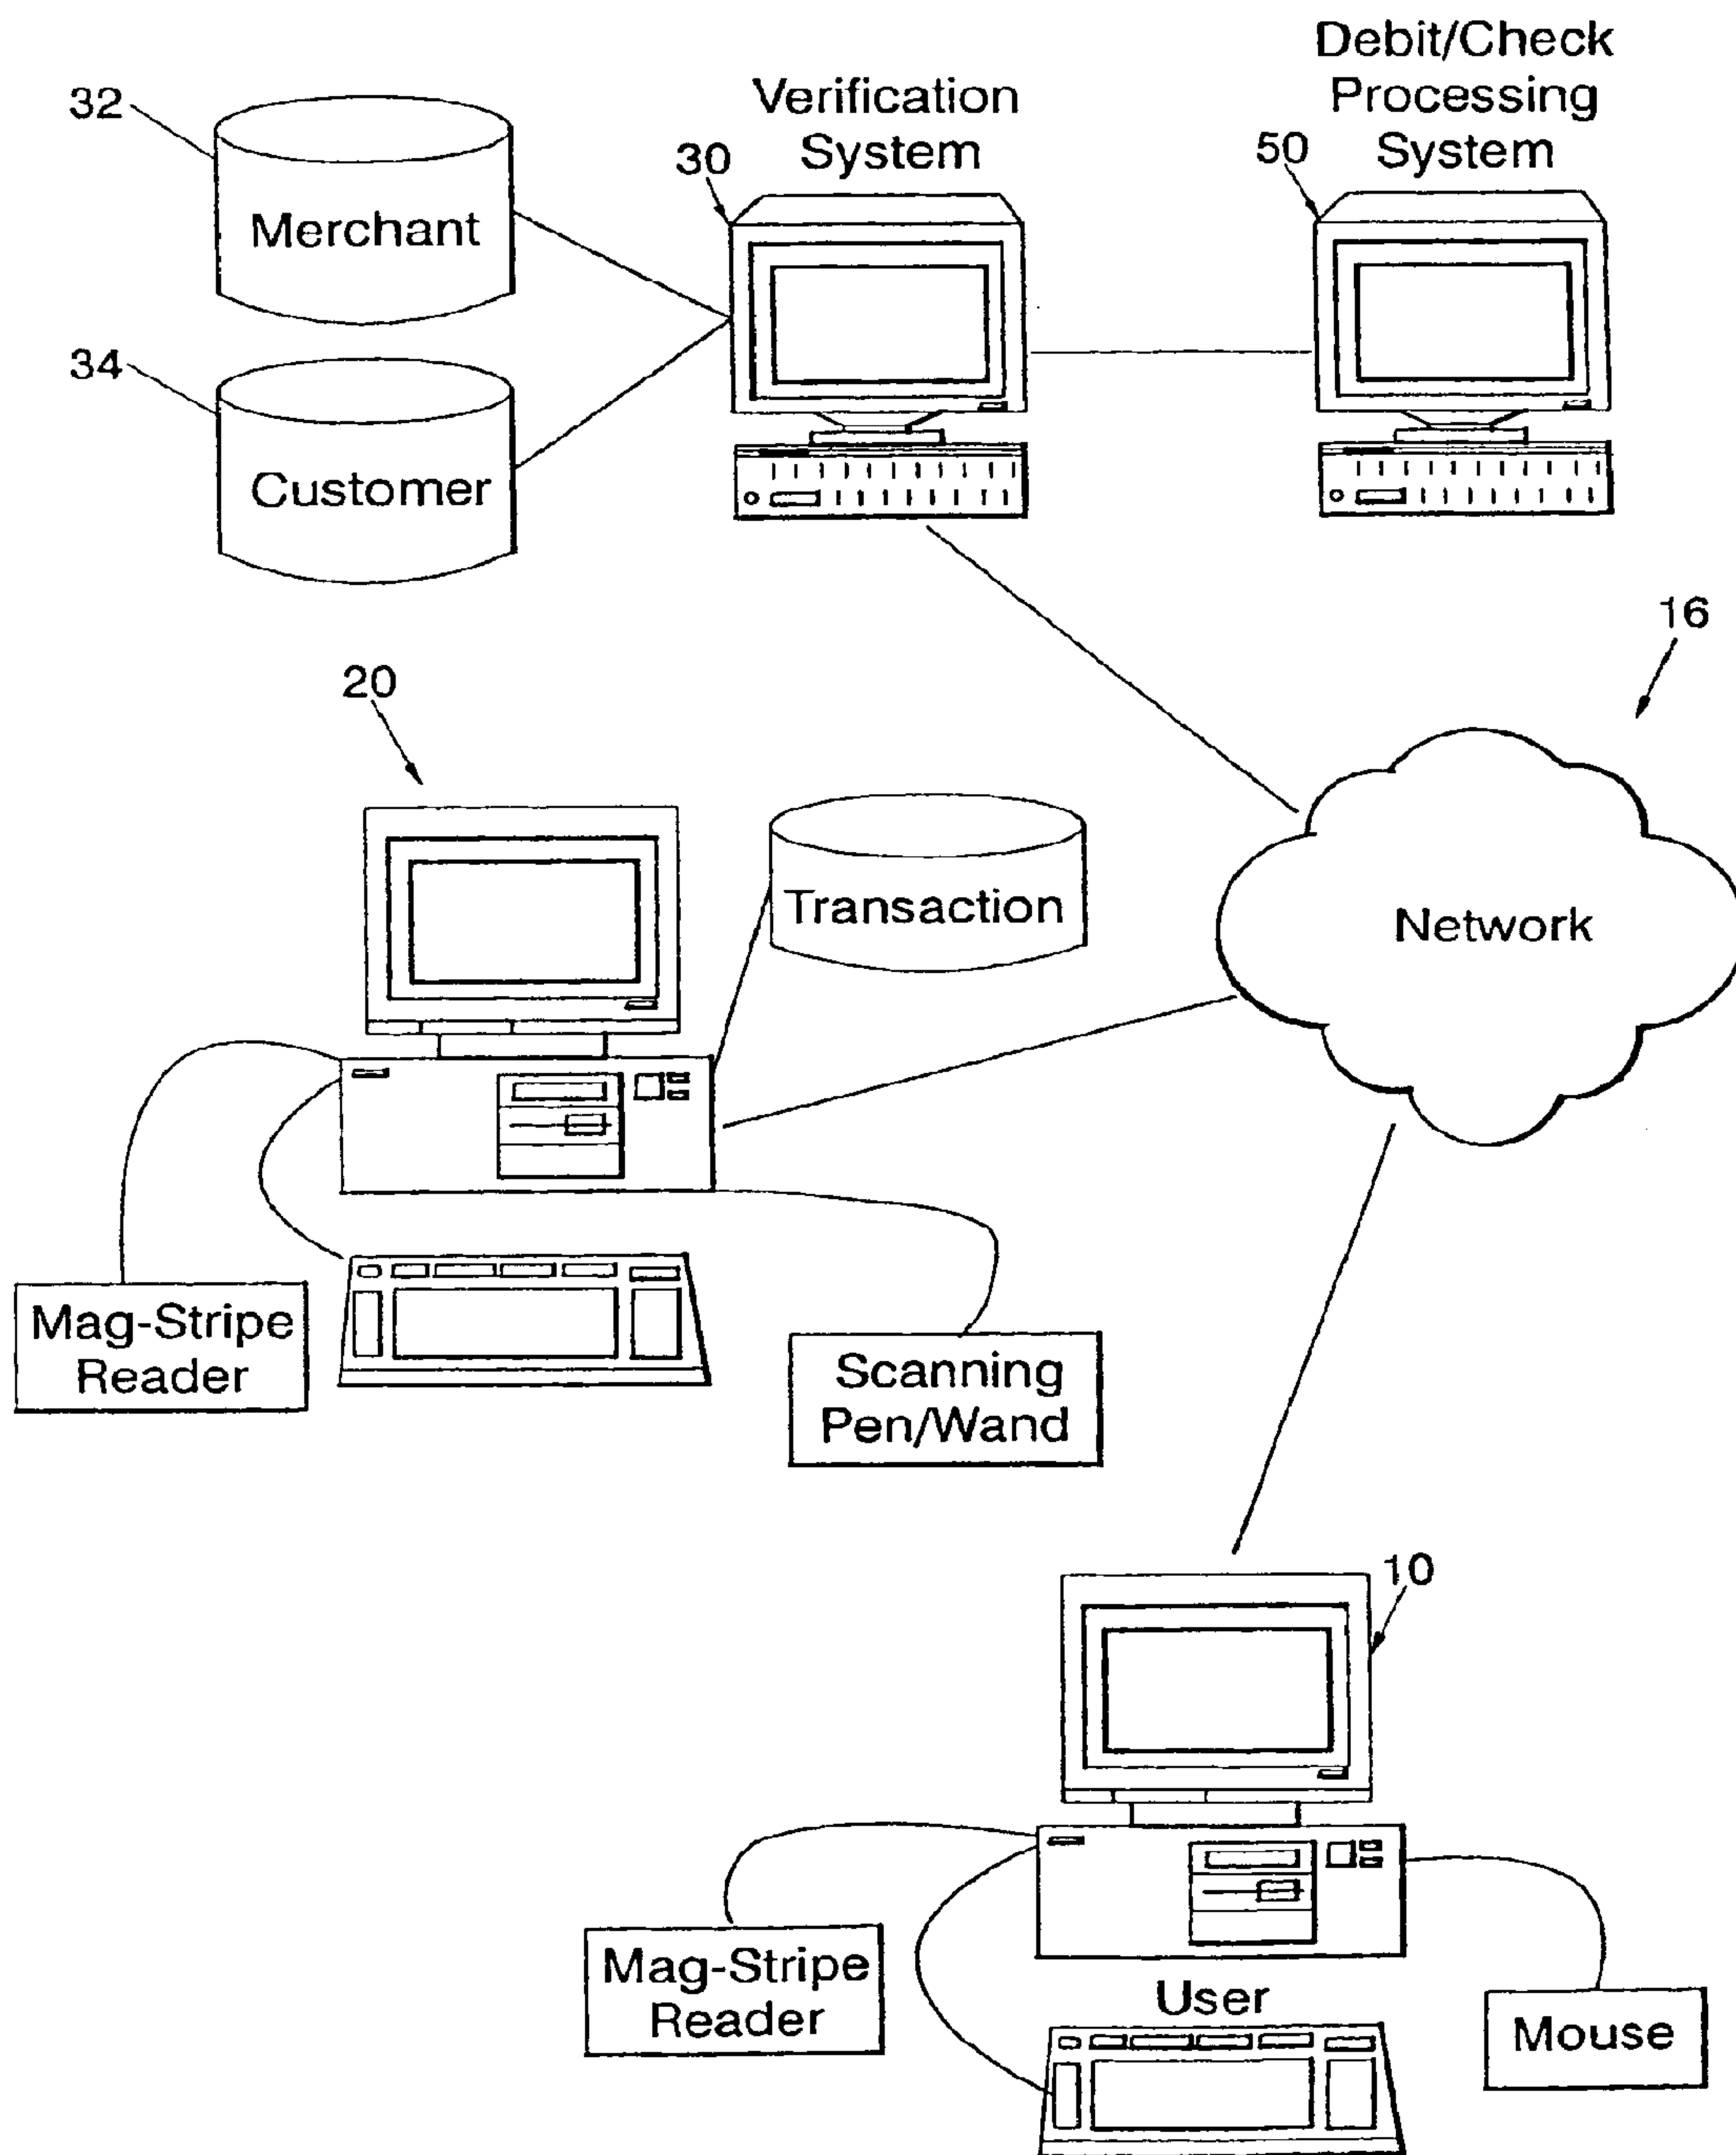 Debit/Check
Processing
System
50
Verification
System
30
32
Merchant
34
Customer
16
20
Transaction
Network
Mag-Stripe
Reader
Scanning
Pen/Wand
10
Mag-Stripe
Reader
User
Mouse